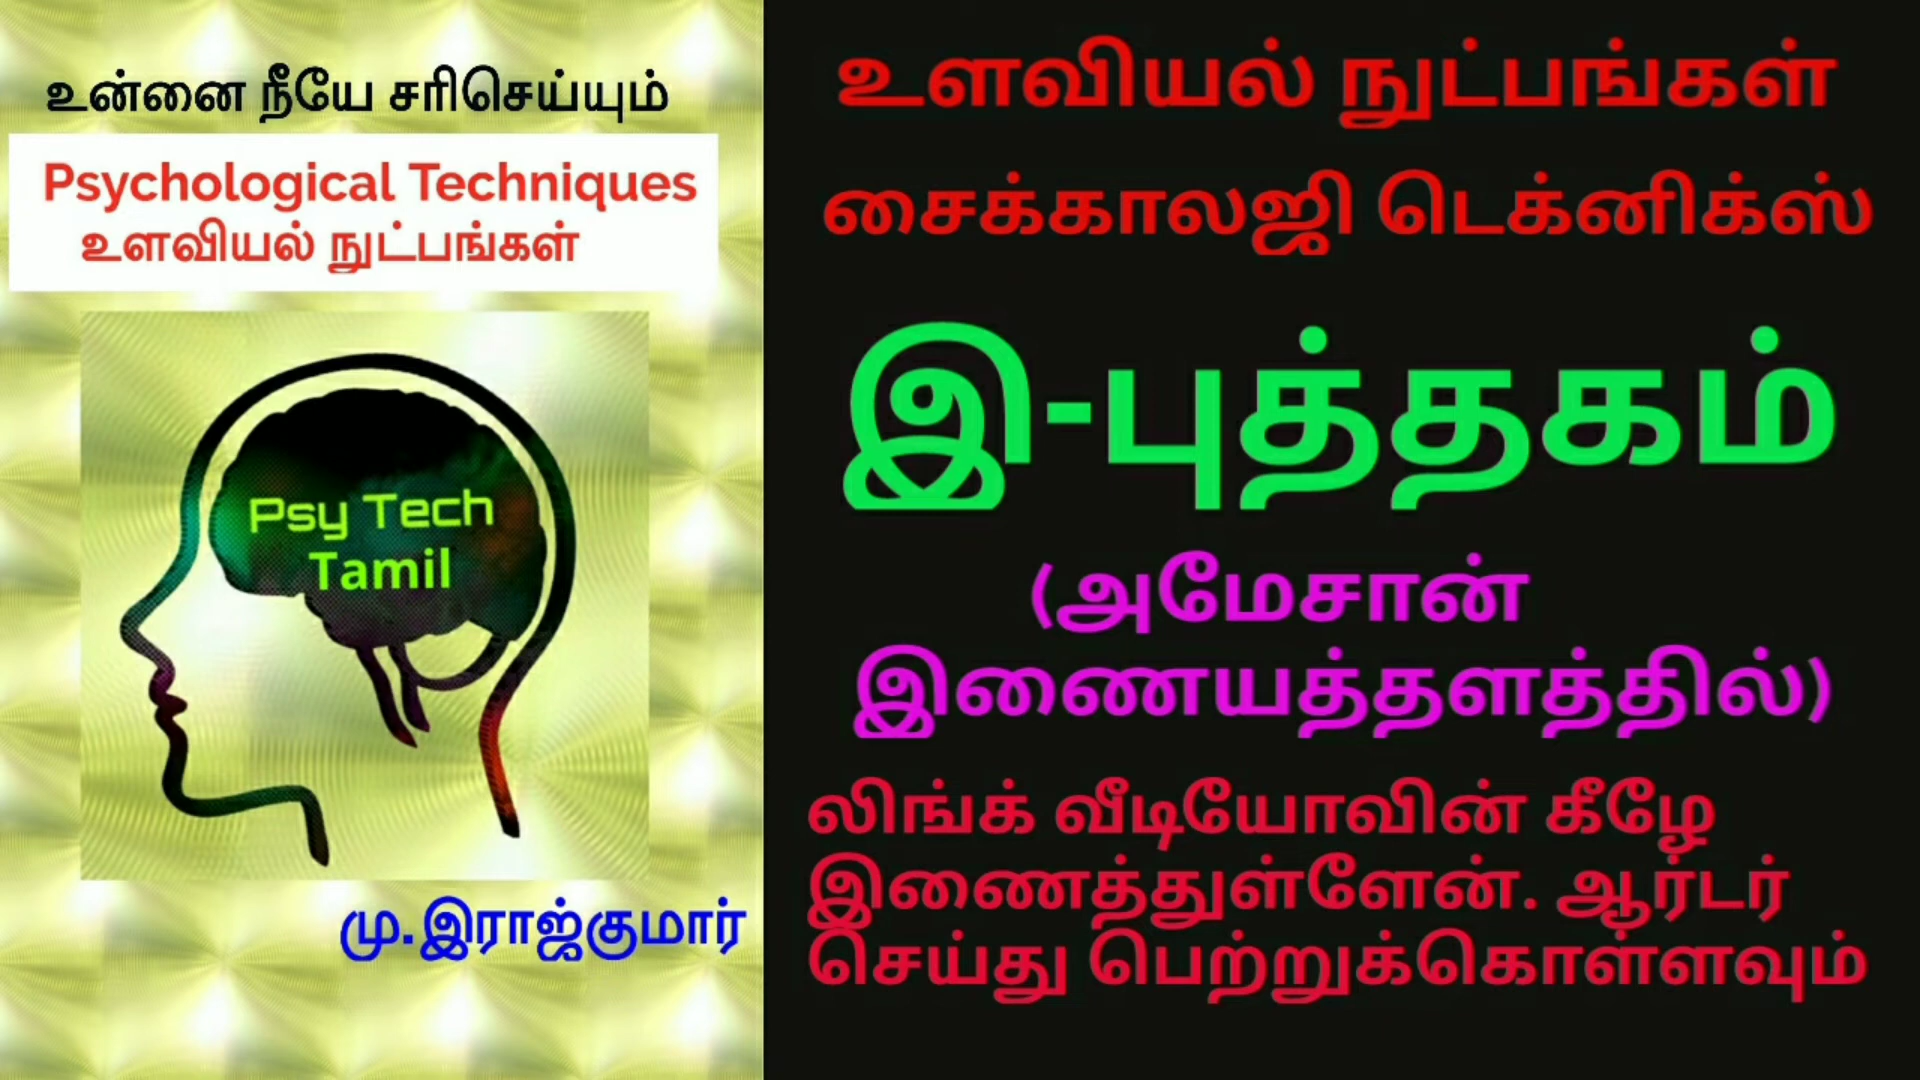 உன்னை நீயே சரிசெய்யும்
Psychological Techniques
உளவியல் நுட்பங்கள்
Psy Tech
Tamil
மு.இராஜ்குமார்
உளவியல் நுட்பங்கள்
சைக்காலஜி டெக்னிக்ஸ்
இ-புத்தகம்
(அமேசான்
இணையத்தளத்தில்)
லிங்க் வீடியோவின் கீழே
இணைத்துள்ளேன். ஆர்டர்
செய்து பெற்றுக்கொள்ளவும்